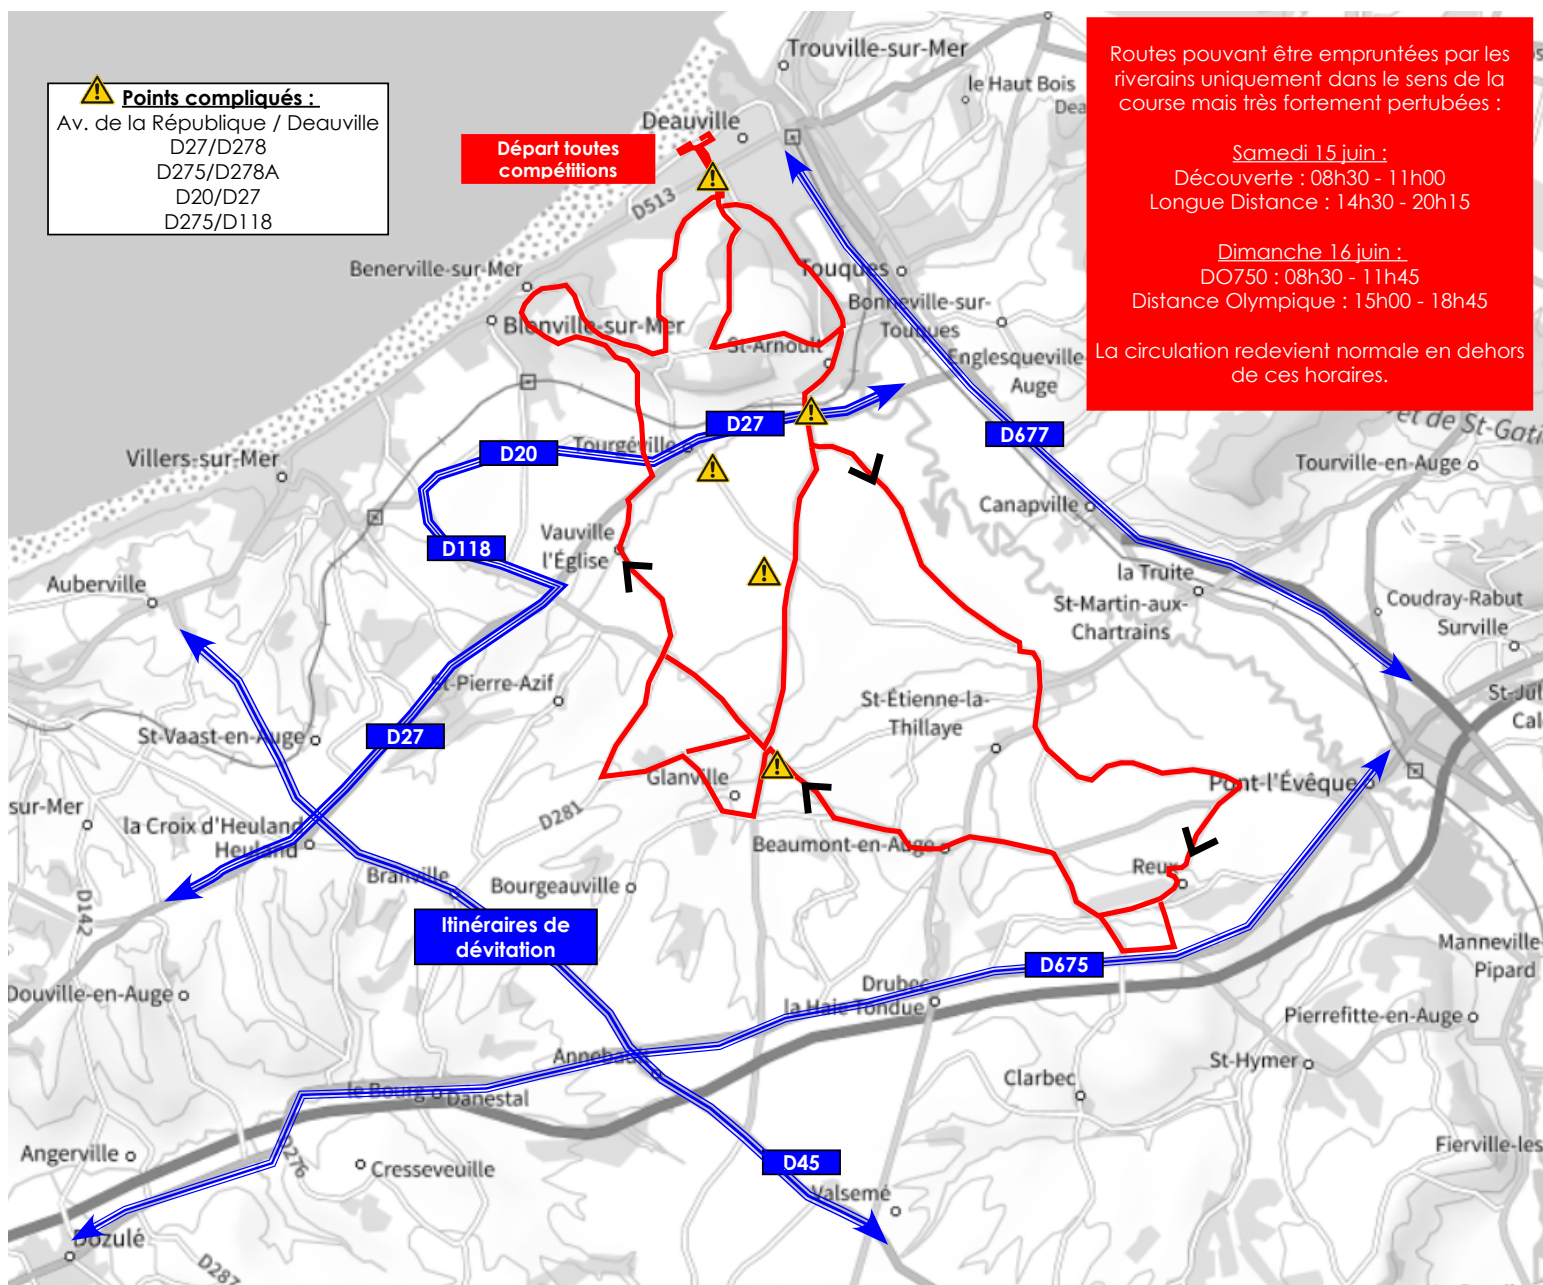 Points compliqués :
Av. de la République / Deauville
D27/D278
D275/D278A
D20/D27
D275/D118
Départ toutes
compétitions
Routes pouvant être empruntées par les
riverains uniquement dans le sens de la
course mais très fortement pertubées :
Samedi 15 juin :
Découverte : 08h30 - 11h00
Longue Distance : 14h30 - 20h15
Dimanche 16 juin :
DO750 : 08h30 - 11h45
Distance Olympique : 15h00 - 18h45
La circulation redevient normale en dehors
de ces horaires.
Trouville-sur-Mer
le Haut Bois
Dea
Deauville
D513
Benerville-sur-Mer
Touques
Bonneville-sur-
Touques
Blonville-sur-Mer
St-Arnoult
Englesqueville-
Auge
D27
D677
Tourgéville
D20
Villers-sur-Mer
et de St-Gati
Tourville-en-Auge
Canapville
D118
Vauville
l'Église
Auberville
la Truite
St-Martin-aux-
Chartrains
Coudray-Rabut
Surville
St-Pierre-Azif
St-Étienne-la-
Thillaye
St-Jul
Cal
St-Vaast-en-Auge
D27
Glanville
Pont-l'Évêque
sur-Mer
la Croix d'Heuland
Heuland
D281
Beaumont-en-Auge
Branville
Bourgeauville
Reux
D142
Itinéraires de
dévitation
D675
Manneville-
Pipard
Douville-en-Auge
Drubec
la Haie Tondue
Pierrefitte-en-Auge
Annebault
St-Hymer
Clarbec
le Bourg
Danestal
Angerville
D276
Cresseveuille
D45
Fierville-les
Valsemé
Dozulé
D287